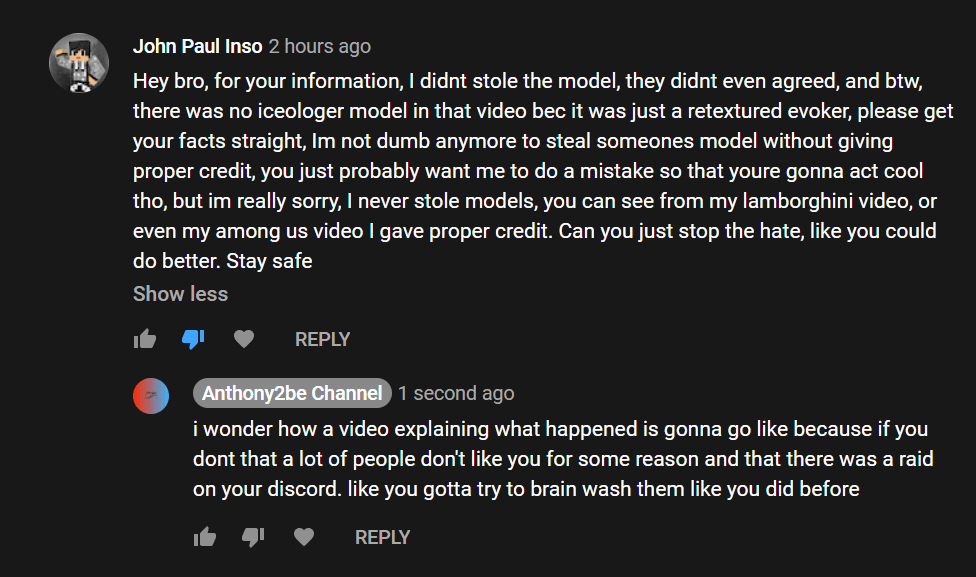 John Paul Inso 2 hours ago
Hey bro, for your information, I didnt stole the model, they didnt even agreed, and btw,
there was no iceologer model in that video bec it was just a retextured evoker, please get
your facts straight, Im not dumb anymore to steal someones model without giving
proper credit, you just probably want me to do a mistake so that youre gonna act cool
tho, but im really sorry, I never stole models, you can see from my lamborghini video, or
even my among us video I gave proper credit. Can you just stop the hate, like you could
do better. Stay safe
Show less
REPLY
Anthony2be Channel 1 second ago
i wonder how a video explaining what happened is gonna go like because if you
dont that a lot of people don't like you for some reason and that there was a raid
on your discord. like you gotta try to brain wash them like you did before
REPLY